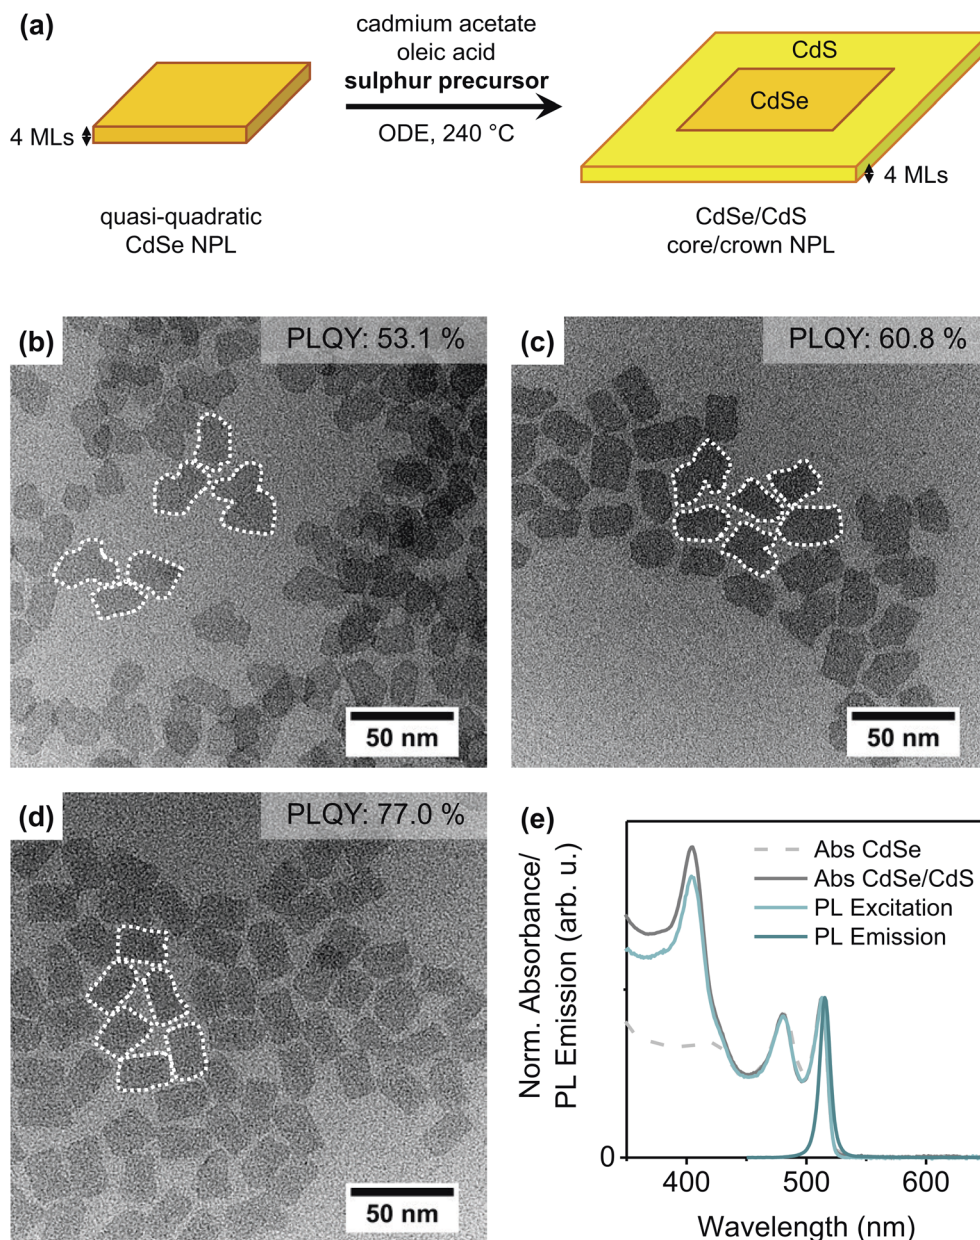 (a)
cadmium acetate
oleic acid
sulphur precursor
ODE, 240 °C
4 MLs
quasi-quadratic
CdSe NPL
CdS
CdSe
4 MLs
CdSe/CdS
core/crown NPL
(b)
PLQY: 53.1 %
50 nm
(c)
PLQY: 60.8 %
50 nm
(d)
PLQY: 77.0 %
50 nm
(e)
Norm. Absorbance/
PL Emission (arb. u.)
Abs CdSe
Abs CdSe/CdS
PL Excitation
PL Emission
0
400
500
600
Wavelength (nm)